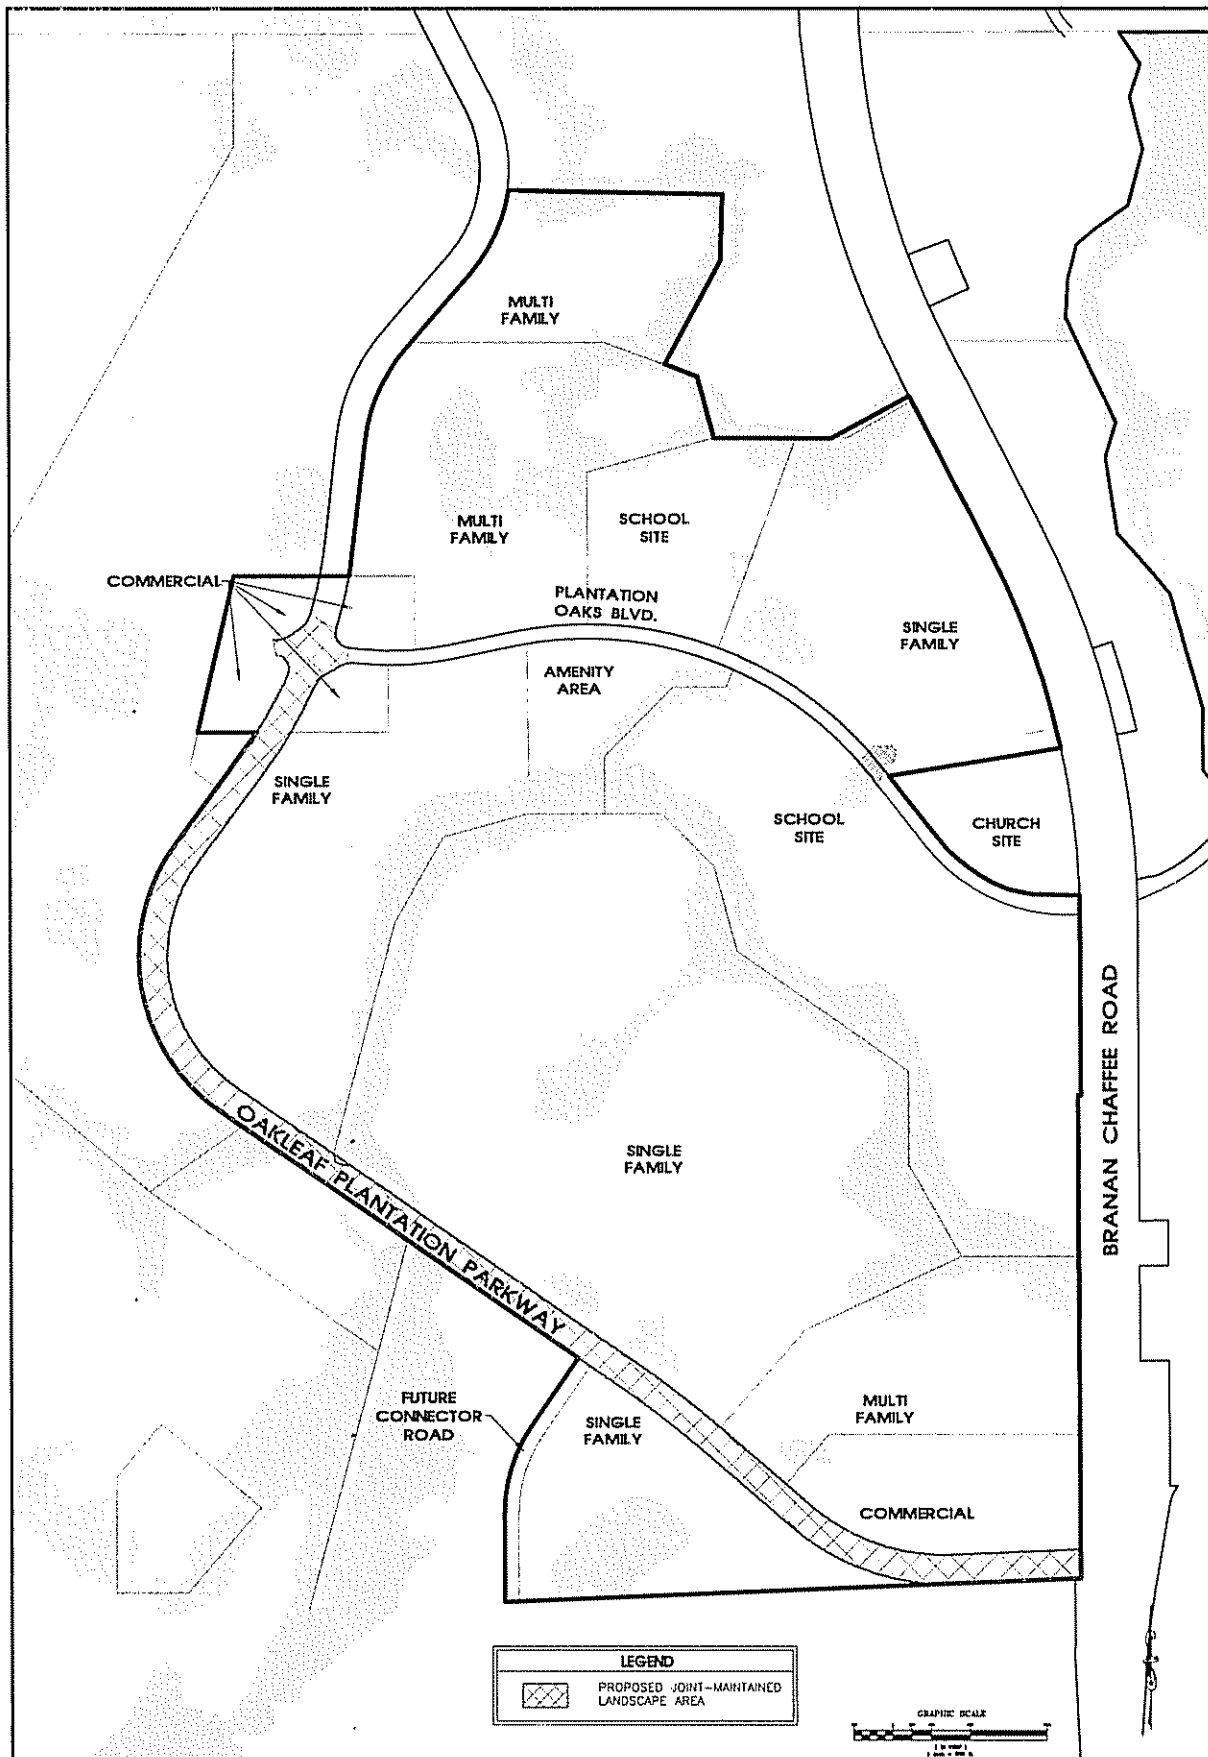 MULTI
FAMILY
MULTI
FAMILY
SCHOOL
SITE
COMMERCIAL
PLANTATION
OAKS BLVD.
SINGLE
FAMILY
AMENITY
AREA
SINGLE
FAMILY
SCHOOL
SITE
CHURCH
SITE
BRANAN CHAFFEE ROAD
OAKLEAF PLANTATION PARKWAY
SINGLE
FAMILY
FUTURE
CONNECTOR
ROAD
SINGLE
FAMILY
MULTI
FAMILY
COMMERCIAL
LEGEND
PROPOSED JOINT-MAINTAINED
LANDSCAPE AREA
GRAPHIC SCALE